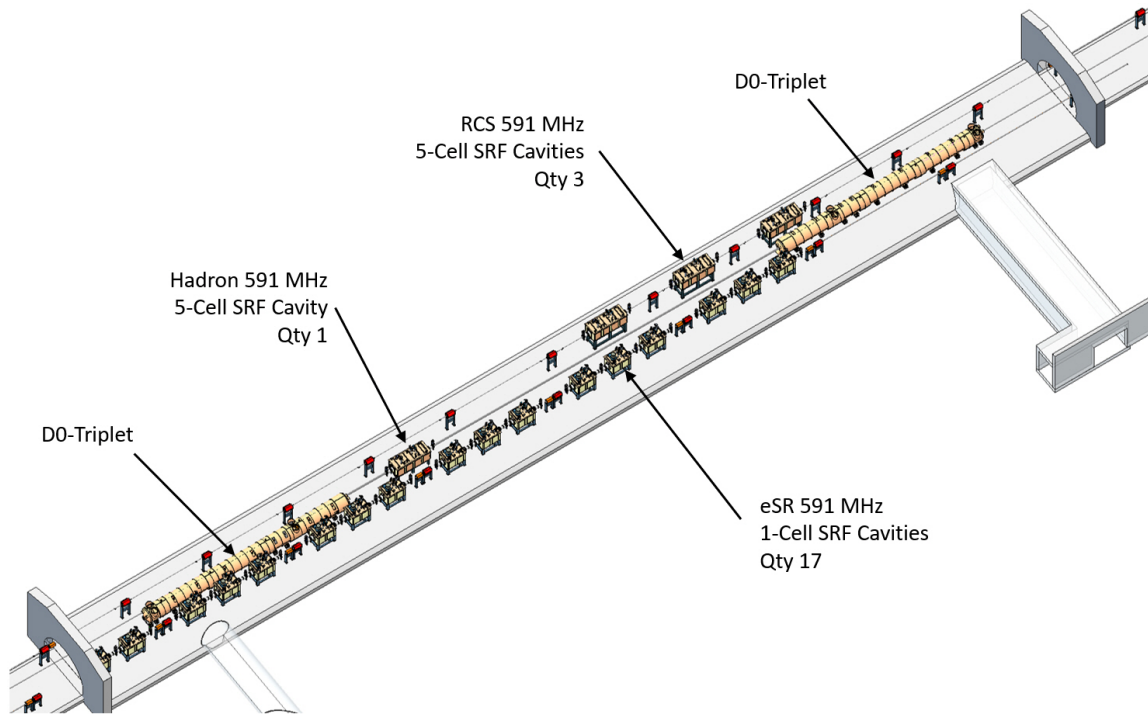 D0-Triplet
RCS 591 MHz
5-Cell SRF Cavities
Qty 3
Hadron 591 MHz
5-Cell SRF Cavity
Qty 1
D0-Triplet
eSR 591 MHz
1-Cell SRF Cavities
Qty 17